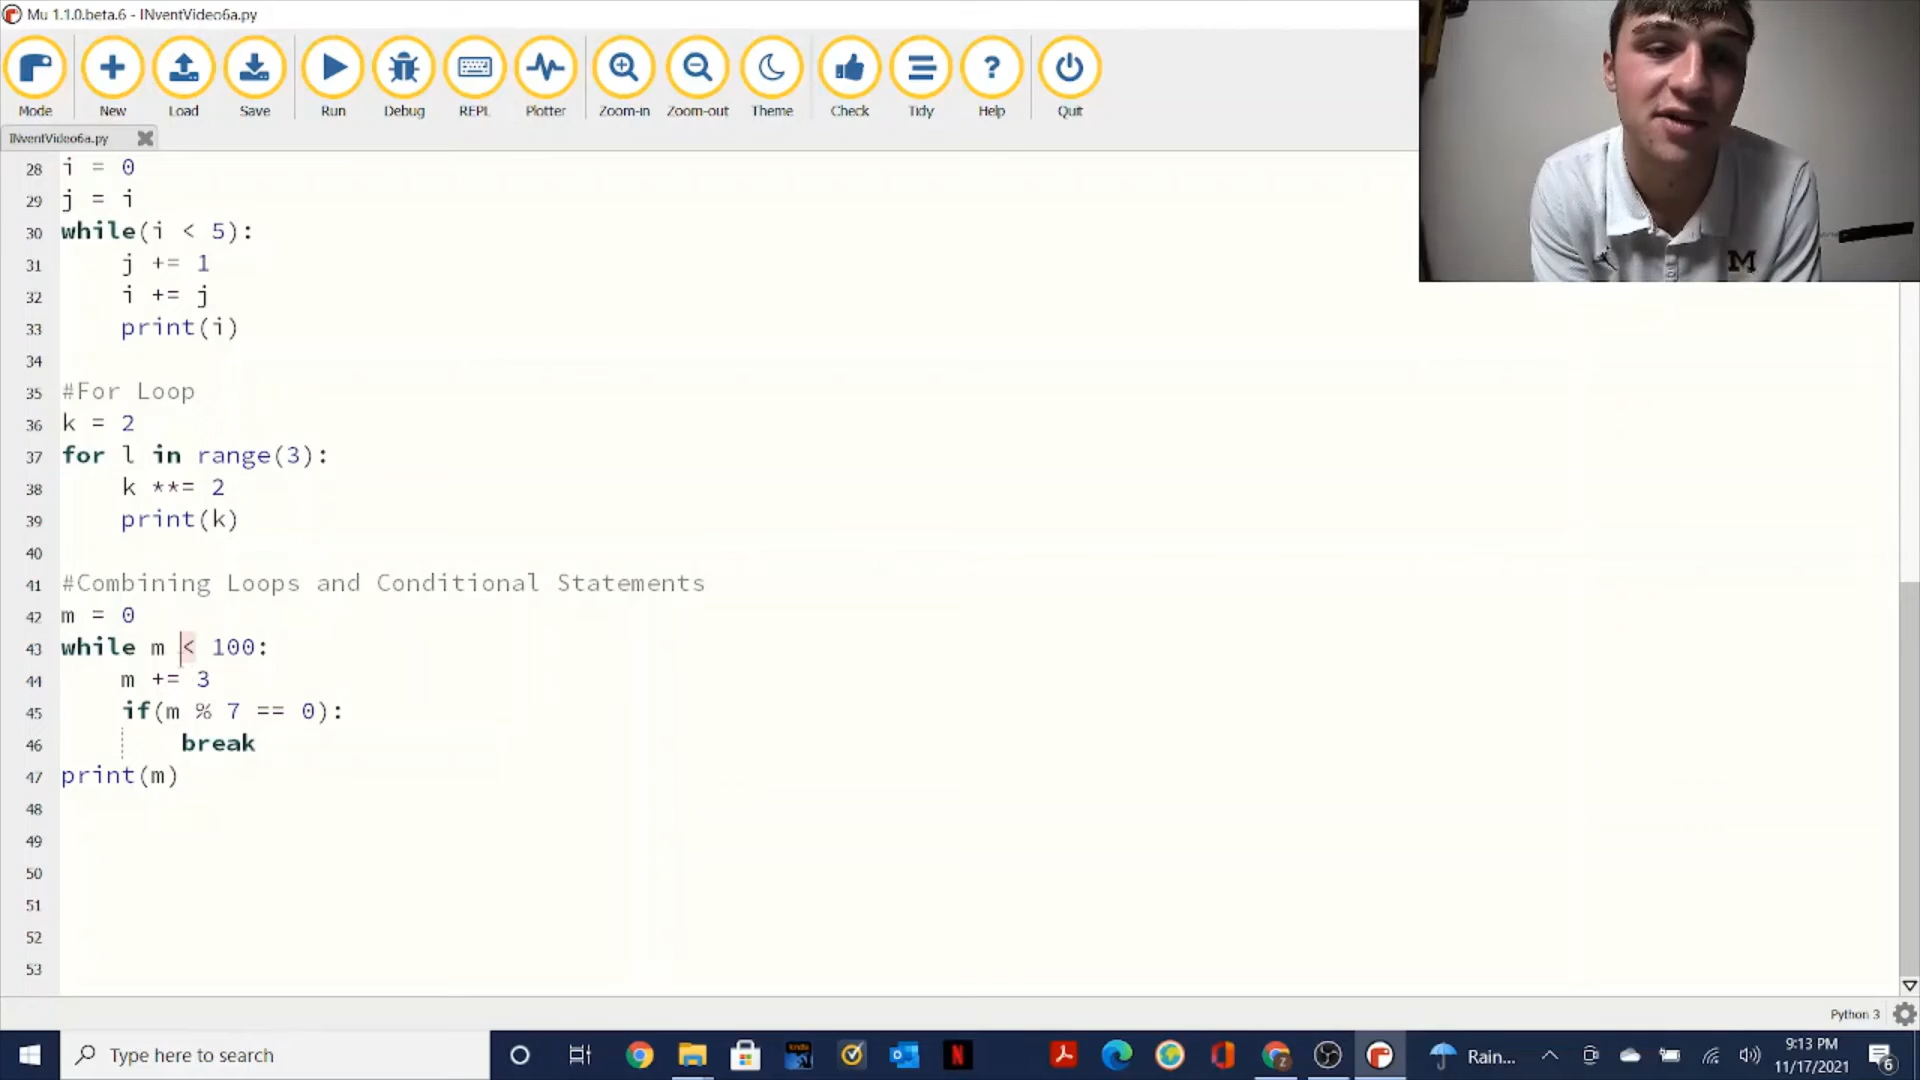 Mu 1.1.0.beta.6 - INventVideo6a.py
Mode New Load Save Run Debug REPL Plotter Zoom-in Zoom-out Theme Check Tidy Help Quit
INventVideo6a.py
28 i = 0
29 j = i
30 while(i < 5):
31 j += 1
32 i += j
33 print(i)
34
35 #For Loop
36 k = 2
37 for l in range(3):
38 k **= 2
39 print(k)
40
41 #Combining Loops and Conditional Statements
42 m = 0
43 while m < 100:
44 m += 3
45 if(m % 7 == 0):
46 break
47 print(m)
48
49
50
51
52
53
M
Python 3
Type here to search
Rain...
9:13 PM
11/17/2021
6